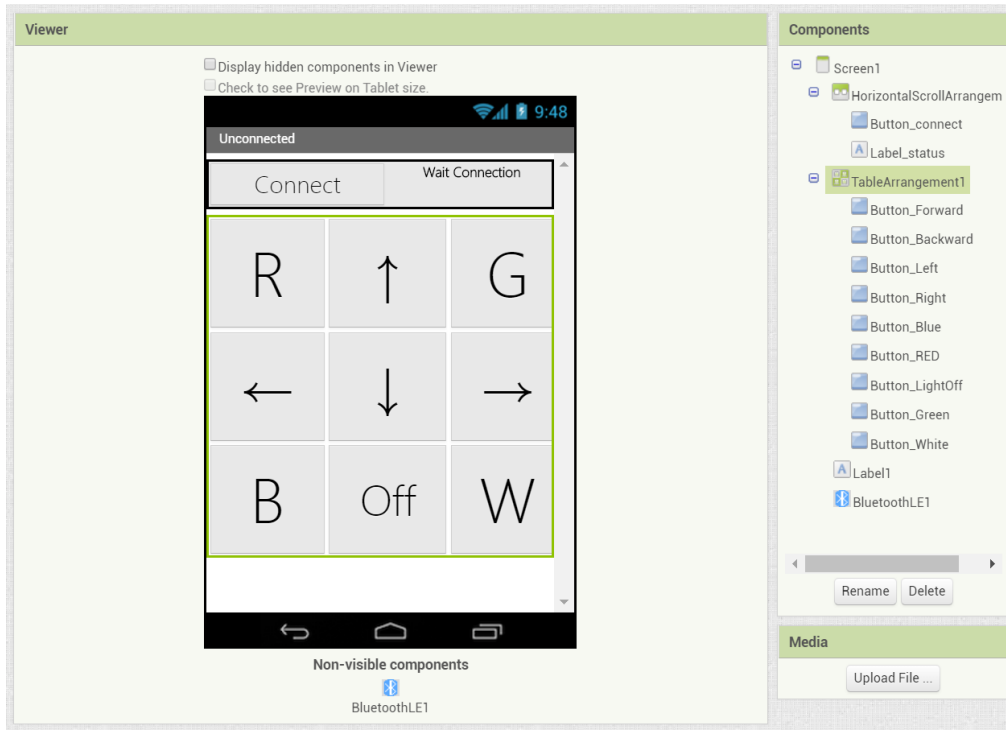 Viewer
Display hidden components in Viewer
Check to see Preview on Tablet size.
9:48
Unconnected
Connect
Wait Connection
R ↑ G
← ↓ →
B Off W
Non-visible components
BluetoothLE1
Components
Screen1
HorizontalScrollArrangem
Button_connect
A Label_status
TableArrangement1
Button_Forward
Button_Backward
Button_Left
Button_Right
Button_Blue
Button_RED
Button_LightOff
Button_Green
Button_White
A Label1
BluetoothLE1
Rename Delete
Media
Upload File ...